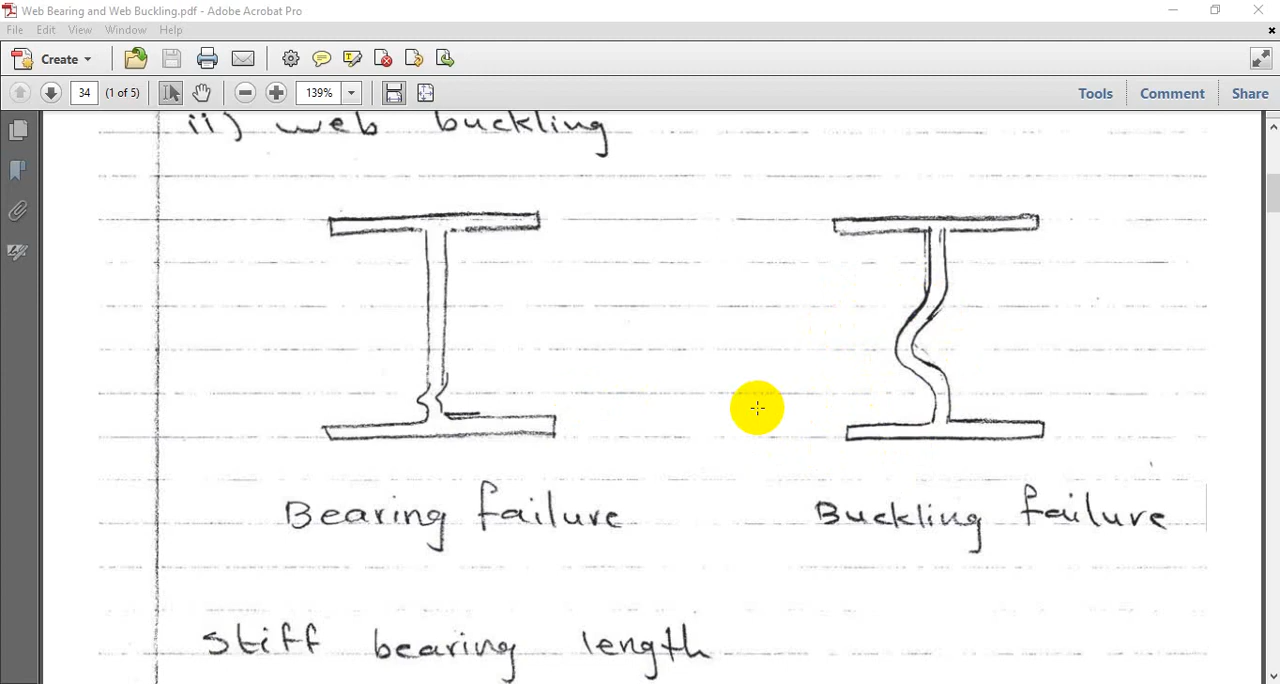 Web Bearing and Web Buckling.pdf - Adobe Acrobat Pro
File Edit View Window Help
Create
34 (1 of 5) 139% Tools Comment Share
ii) web buckling
Bearing failure Buckling failure
stiff bearing length